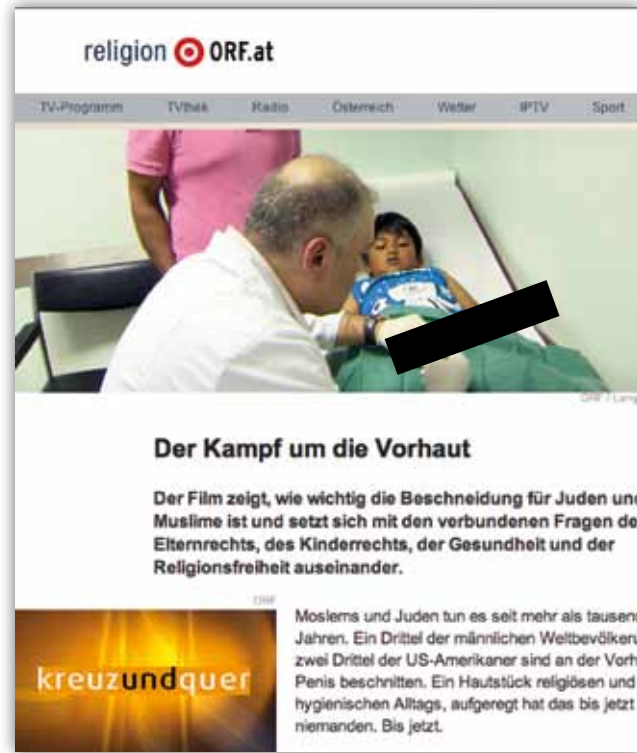 religion ORF.at
TV-Programm TVthek Radio Österreich Wetter IPTV Sport
ORF / Lang
Der Kampf um die Vorhaut
Der Film zeigt, wie wichtig die Beschneidung für Juden und
Muslime ist und setzt sich mit den verbundenen Fragen de
Elternrechts, des Kinderrechts, der Gesundheit und der
Religionsfreiheit auseinander.
ORF
kreuzundquer
Moslems und Juden tun es seit mehr als tausend
Jahren. Ein Drittel der männlichen Weltbevölkeru
zwei Drittel der US-Amerikaner sind an der Vorh
Penis beschnitten. Ein Hautstück religiösen und
hygienischen Alltags, aufgeregt hat das bis jetzt
niemanden. Bis jetzt.